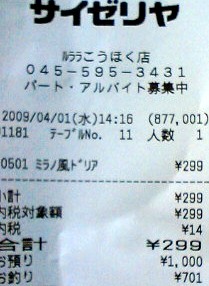 サイゼリヤ
ﾙﾗﾗこうほく店
045-595-3431
パート・アルバイト募集中
2009/04/01(水)14:16 (877,001)
1181 ﾃｰﾌﾞﾙNo. 11 人数 1
0501 ﾐﾗﾉ風ﾄﾞﾘｱ ¥299
小計 ¥299
内税対象額 ¥299
内税 ¥14
合計 ¥299
お預り ¥1,000
お釣り ¥701